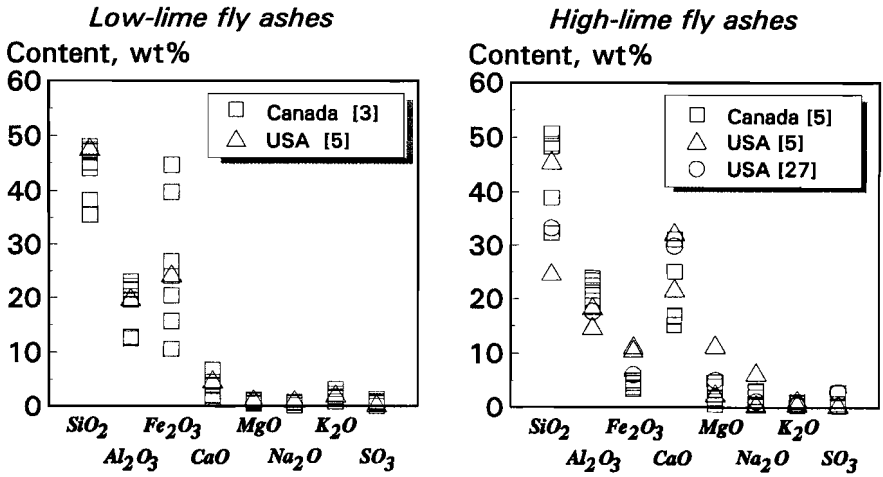 Low-lime fly ashes
Content, wt%
60
50
40
30
20
10
0
Canada [3]
USA [5]
SiO₂ Fe₂O₃ MgO K₂O
Al₂O₃ CaO Na₂O SO₃
High-lime fly ashes
Content, wt%
60
50
40
30
20
10
0
Canada [5]
USA [5]
USA [27]
SiO₂ Fe₂O₃ MgO K₂O
Al₂O₃ CaO Na₂O SO₃